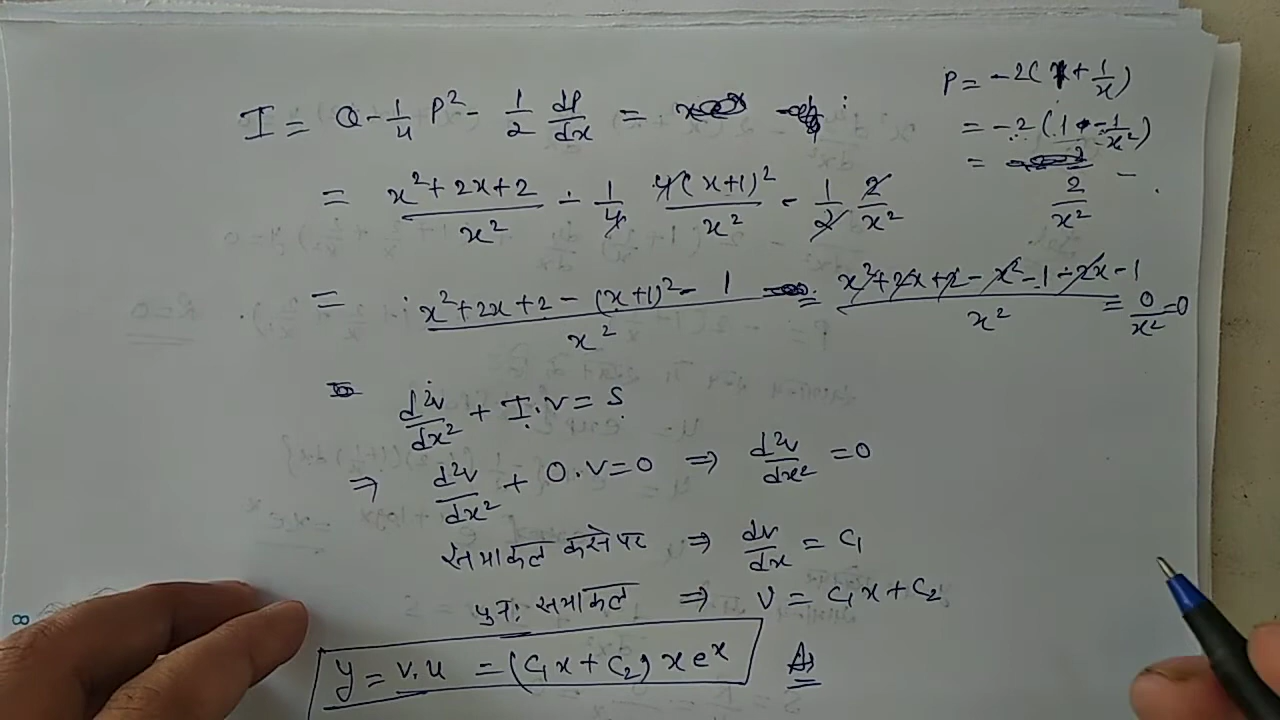 I = Q - 1/4 P² - 1/2 dP/dx =
P = -2(1 + 1/x)
= -2(1 - 1/x²)
= 2/x²
= (x² + 2x + 2)/x² - 1/4 4(x+1)²/x² - 1/2 2/x²
= (x² + 2x + 2 - (x+1)² - 1)/x² = (x² + 2x + 2 - x² - 1 - 2x - 1)/x² = 0/x² = 0
d²v/dx² + I.v = S
⇒ d²v/dx² + 0.v = 0 ⇒ d²v/dx² = 0
समाकल करने पर ⇒ dv/dx = C₁
पुनः समाकल ⇒ v = C₁x + C₂
y = v.u = (C₁x + C₂) x eˣ A
8